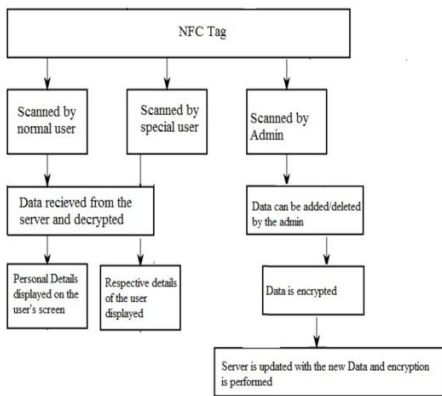 NFC Tag
Scanned by
normal user
Scanned by
special user
Scanned by
Admin
Data recieved from the
server and decrypted
Data can be added/deleted
by the admin
Personal Details
displayed on the
user's screen
Respective details
of the user
displayed
Data is encrypted
Server is updated with the new Data and encryption
is performed